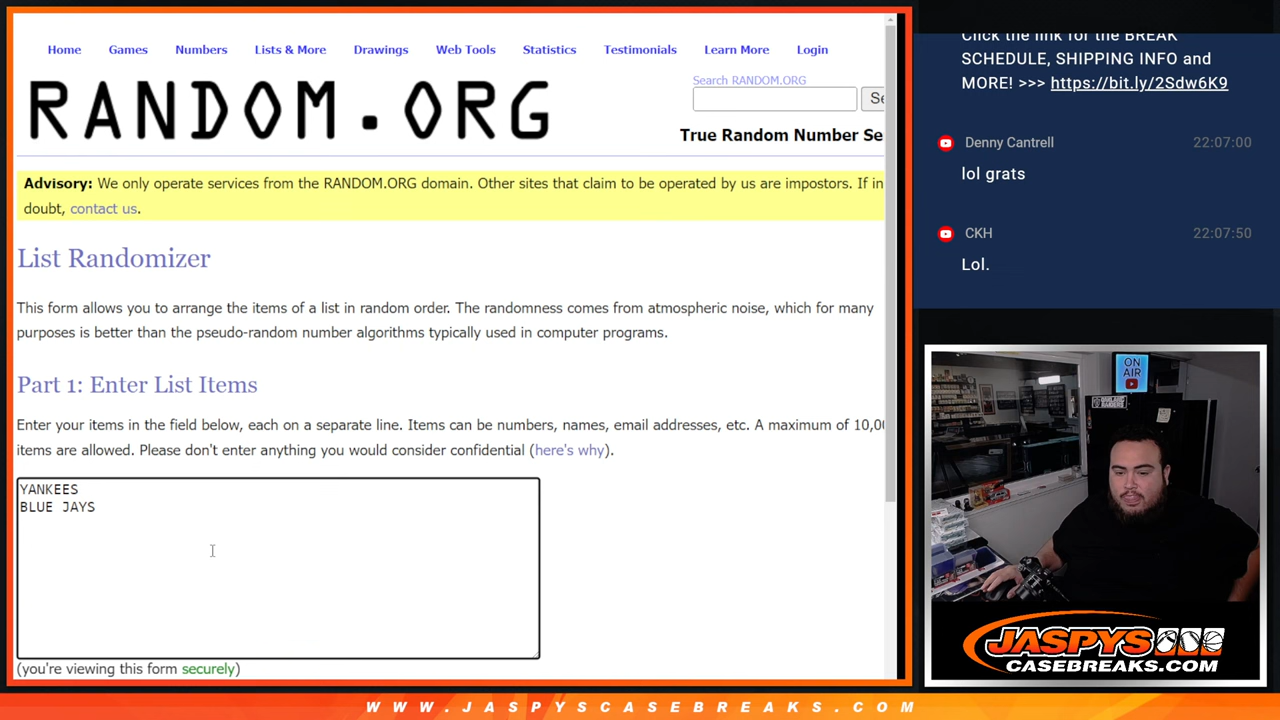 Home Games Numbers Lists & More Drawings Web Tools Statistics Testimonials Learn More Login
RANDOM.ORG
Search RANDOM.ORG
Se
True Random Number Se
Advisory: We only operate services from the RANDOM.ORG domain. Other sites that claim to be operated by us are impostors. If in
doubt, contact us.
List Randomizer
This form allows you to arrange the items of a list in random order. The randomness comes from atmospheric noise, which for many
purposes is better than the pseudo-random number algorithms typically used in computer programs.
Part 1: Enter List Items
Enter your items in the field below, each on a separate line. Items can be numbers, names, email addresses, etc. A maximum of 10,00
items are allowed. Please don't enter anything you would consider confidential (here's why).
YANKEES
BLUE JAYS
(you're viewing this form securely)
Click the link for the BREAK
SCHEDULE, SHIPPING INFO and
MORE! >>> https://bit.ly/2Sdw6K9
Denny Cantrell 22:07:00
lol grats
CKH 22:07:50
Lol.
ON
AIR
JASPYS
CASEBREAKS.COM
WWW.JASPYSCASEBREAKS.COM